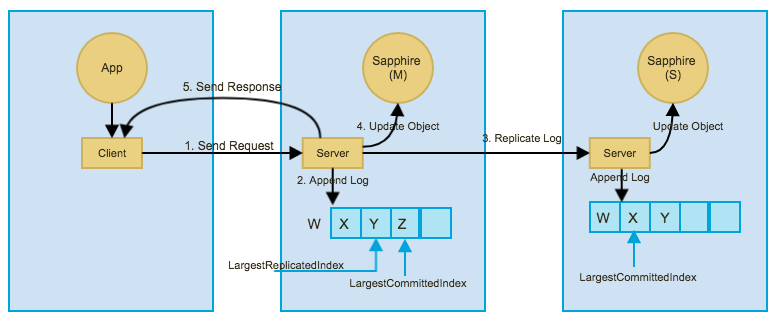 App
Client
5. Send Response
1. Send Request
Sapphire
(M)
4. Update Object
Server
2. Append Log
W X Y Z
LargestReplicatedIndex
LargestCommittedIndex
3. Replicate Log
Sapphire
(S)
Update Object
Server
Append Log
W X Y
LargestCommittedIndex